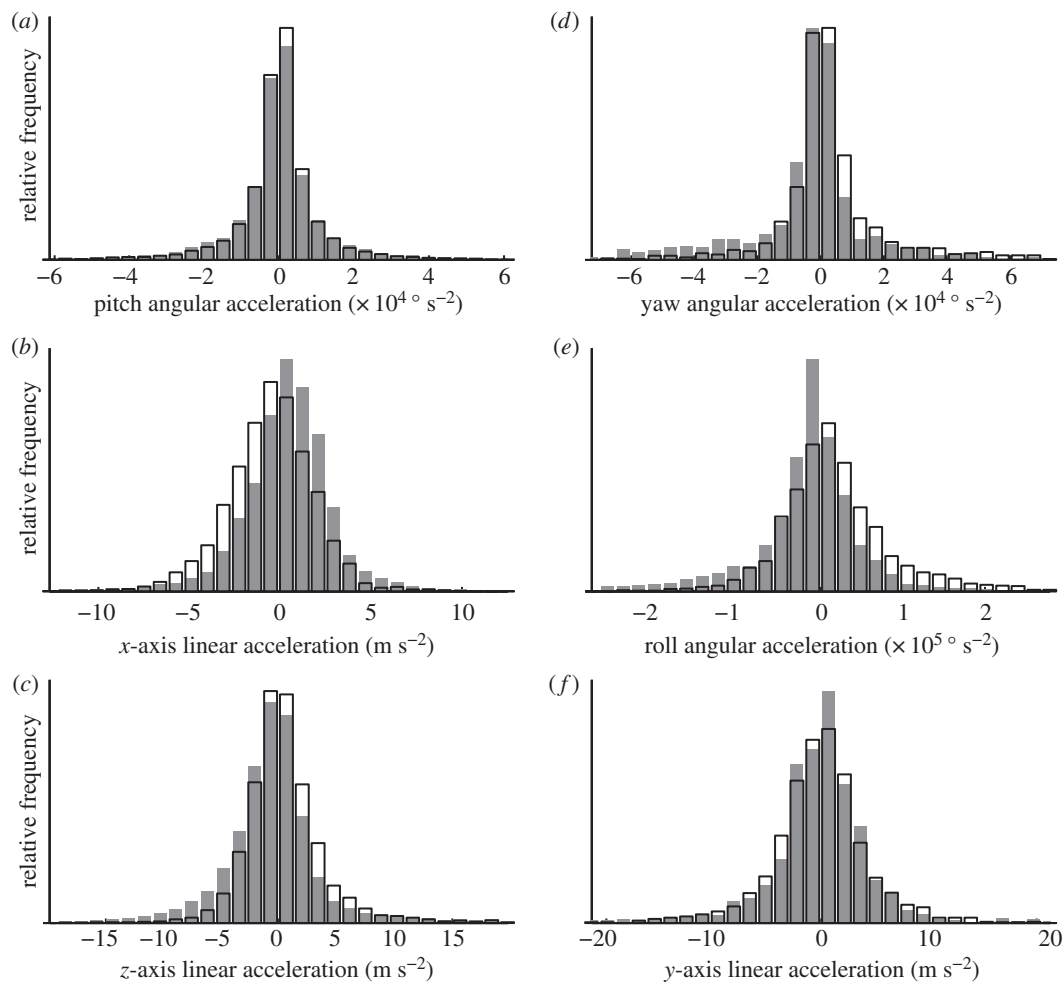 (a)
relative frequency
−6 −4 −2 0 2 4 6
pitch angular acceleration (× 10⁴ ° s⁻²)
(b)
relative frequency
−10 −5 0 5 10
x-axis linear acceleration (m s⁻²)
(c)
relative frequency
−15 −10 −5 0 5 10 15
z-axis linear acceleration (m s⁻²)
(d)
−6 −4 −2 0 2 4 6
yaw angular acceleration (× 10⁴ ° s⁻²)
(e)
−2 −1 0 1 2
roll angular acceleration (× 10⁵ ° s⁻²)
(f)
−20 −10 0 10 20
y-axis linear acceleration (m s⁻²)